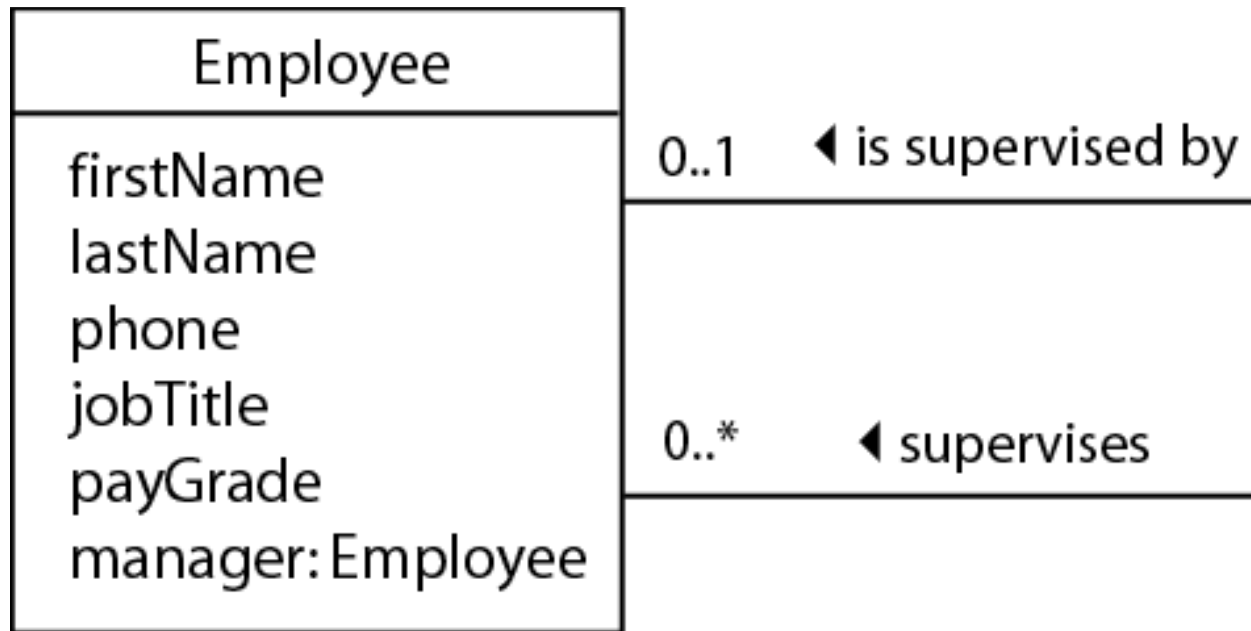 Employee
firstName
lastName
phone
jobTitle
payGrade
manager: Employee
0..1 ◀ is supervised by
0..* ◀ supervises